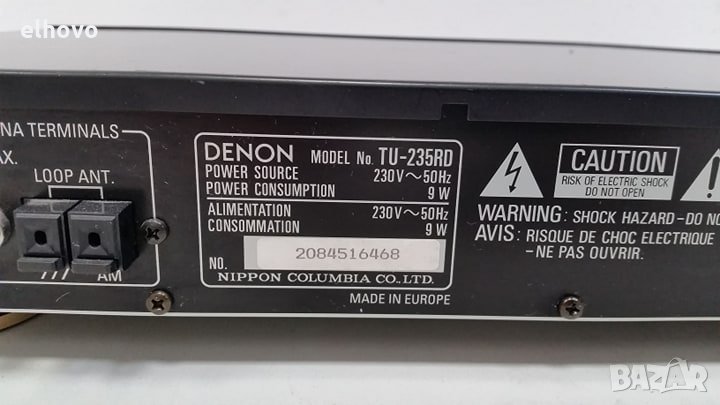 elhovo
NA TERMINALS
AX.
LOOP ANT.
AM
DENON MODEL No. TU-235RD
POWER SOURCE 230V~50Hz
POWER CONSUMPTION 9W
ALIMENTATION 230V~50Hz
CONSOMMATION 9W
NO. 2084516468
NIPPON COLUMBIA CO.,LTD.
MADE IN EUROPE
CAUTION
RISK OF ELECTRIC SHOCK
DO NOT OPEN
WARNING: SHOCK HAZARD-DO NO
AVIS: RISQUE DE CHOC ELECTRIQUE
-NE PAS OUVRIR.
BAZAR